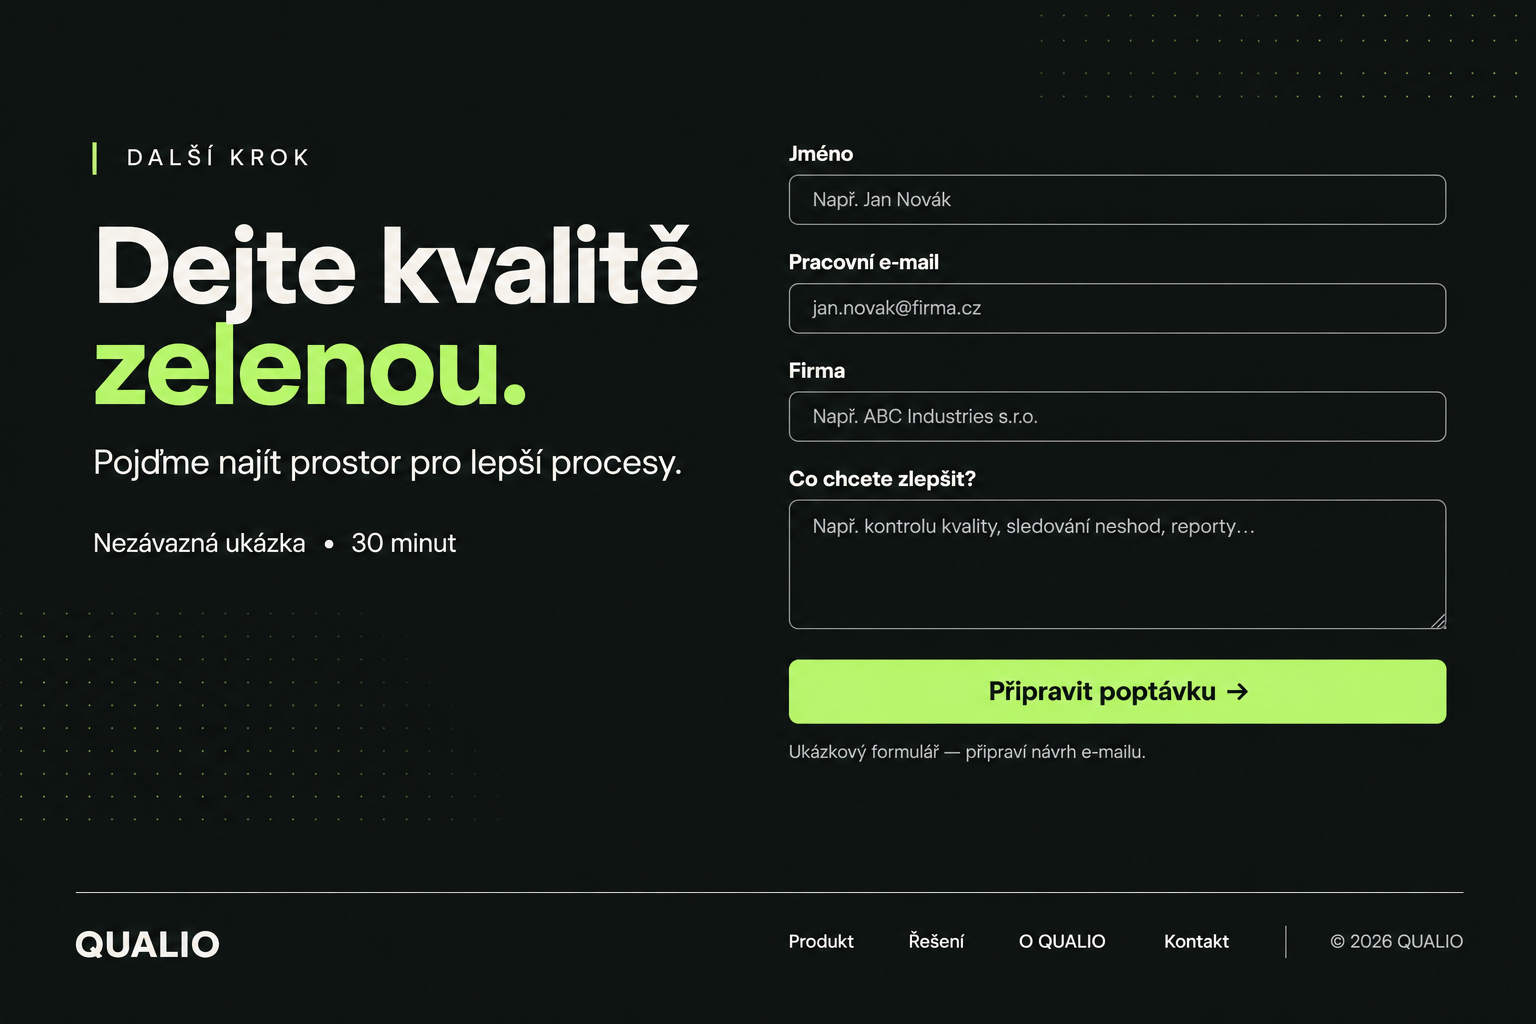 DALŠÍ KROK
Dejte kvalitě
zelenou.
Pojďme najít prostor pro lepší procesy.
Nezávazná ukázka • 30 minut
Jméno
Např. Jan Novák
Pracovní e-mail
jan.novak@firma.cz
Firma
Např. ABC Industries s.r.o.
Co chcete zlepšit?
Např. kontrolu kvality, sledování neshod, reporty…
Připravit poptávku →
Ukázkový formulář — připraví návrh e-mailu.
QUALIO
Produkt Řešení O QUALIO Kontakt © 2026 QUALIO